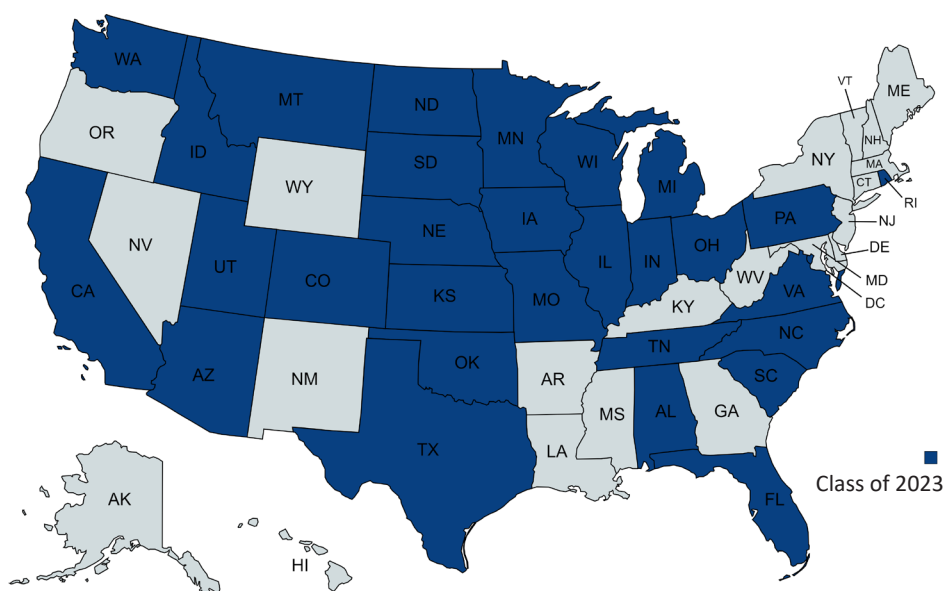 WA
MT
ND
MN
VT
ME
OR
ID
SD
WI
NY
NH
MA
CT
WY
MI
RI
IA
PA
NJ
NE
NV
UT
CO
IL
IN
OH
DE
WV
MD
CA
KS
MO
VA
DC
KY
NC
TN
OK
AZ
NM
AR
SC
MS
AL
GA
TX
LA
Class of 2023
AK
FL
HI